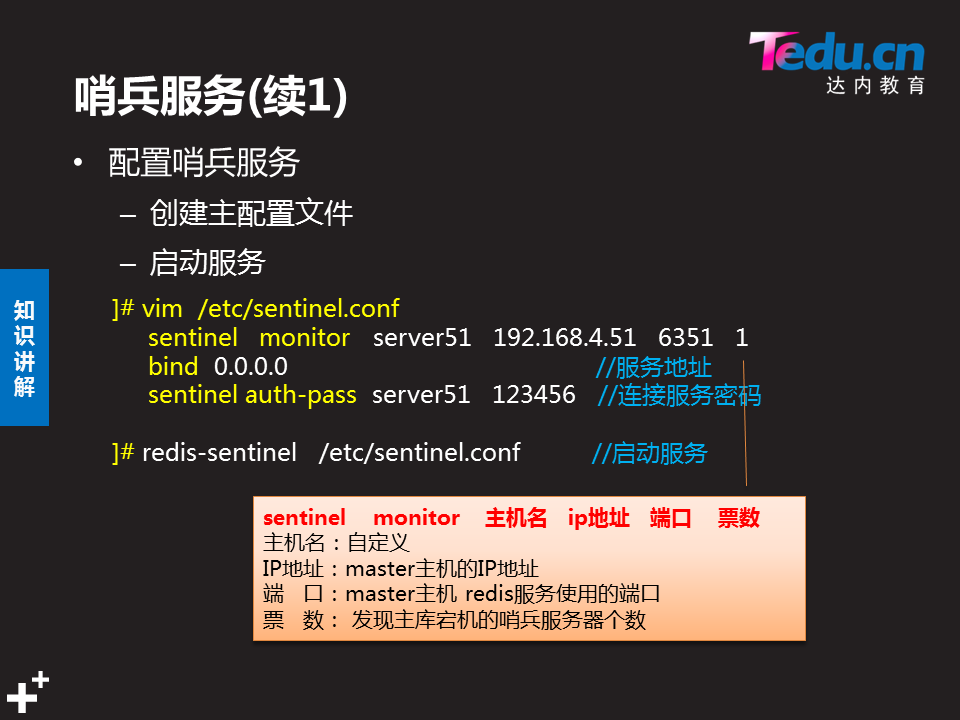 Tedu.cn
达内教育
哨兵服务(续1)
• 配置哨兵服务
– 创建主配置文件
– 启动服务
知识讲解
]# vim /etc/sentinel.conf
sentinel monitor server51 192.168.4.51 6351 1
bind 0.0.0.0 //服务地址
sentinel auth-pass server51 123456 //连接服务密码
]# redis-sentinel /etc/sentinel.conf //启动服务
sentinel monitor 主机名 ip地址 端口 票数
主机名：自定义
IP地址：master主机的IP地址
端 口：master主机 redis服务使用的端口
票 数： 发现主库宕机的哨兵服务器个数